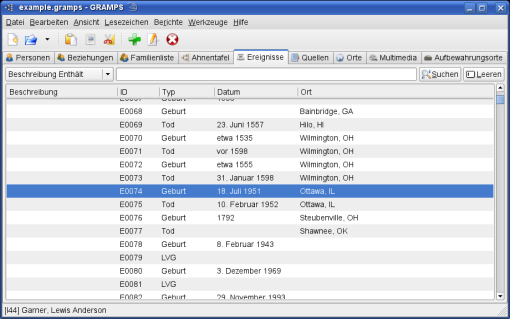 example.gramps - GRAMPS
Datei Bearbeiten Ansicht Lesezeichen Berichte Werkzeuge Hilfe
Personen Beziehungen Familienliste Ahnentafel Ereignisse Quellen Orte Multimedia Aufbewahrungsorte
Beschreibung Enthält Suchen Leeren
Beschreibung ID Typ Datum Ort
E0068 Geburt Bainbridge, GA
E0069 Tod 23. Juni 1557 Hilo, HI
E0070 Geburt etwa 1535 Wilmington, OH
E0071 Tod vor 1598 Wilmington, OH
E0072 Geburt etwa 1555 Wilmington, OH
E0073 Tod 31. Januar 1598 Wilmington, OH
E0074 Geburt 18. Juli 1951 Ottawa, IL
E0075 Tod 10. Februar 1952 Ottawa, IL
E0076 Geburt 1792 Steubenville, OH
E0077 Tod Shawnee, OK
E0078 Geburt 8. Februar 1943
E0079 LVG
E0080 Geburt 3. Dezember 1969
E0081 LVG
E0082 Geburt 29. November 1993
[I44] Garner, Lewis Anderson